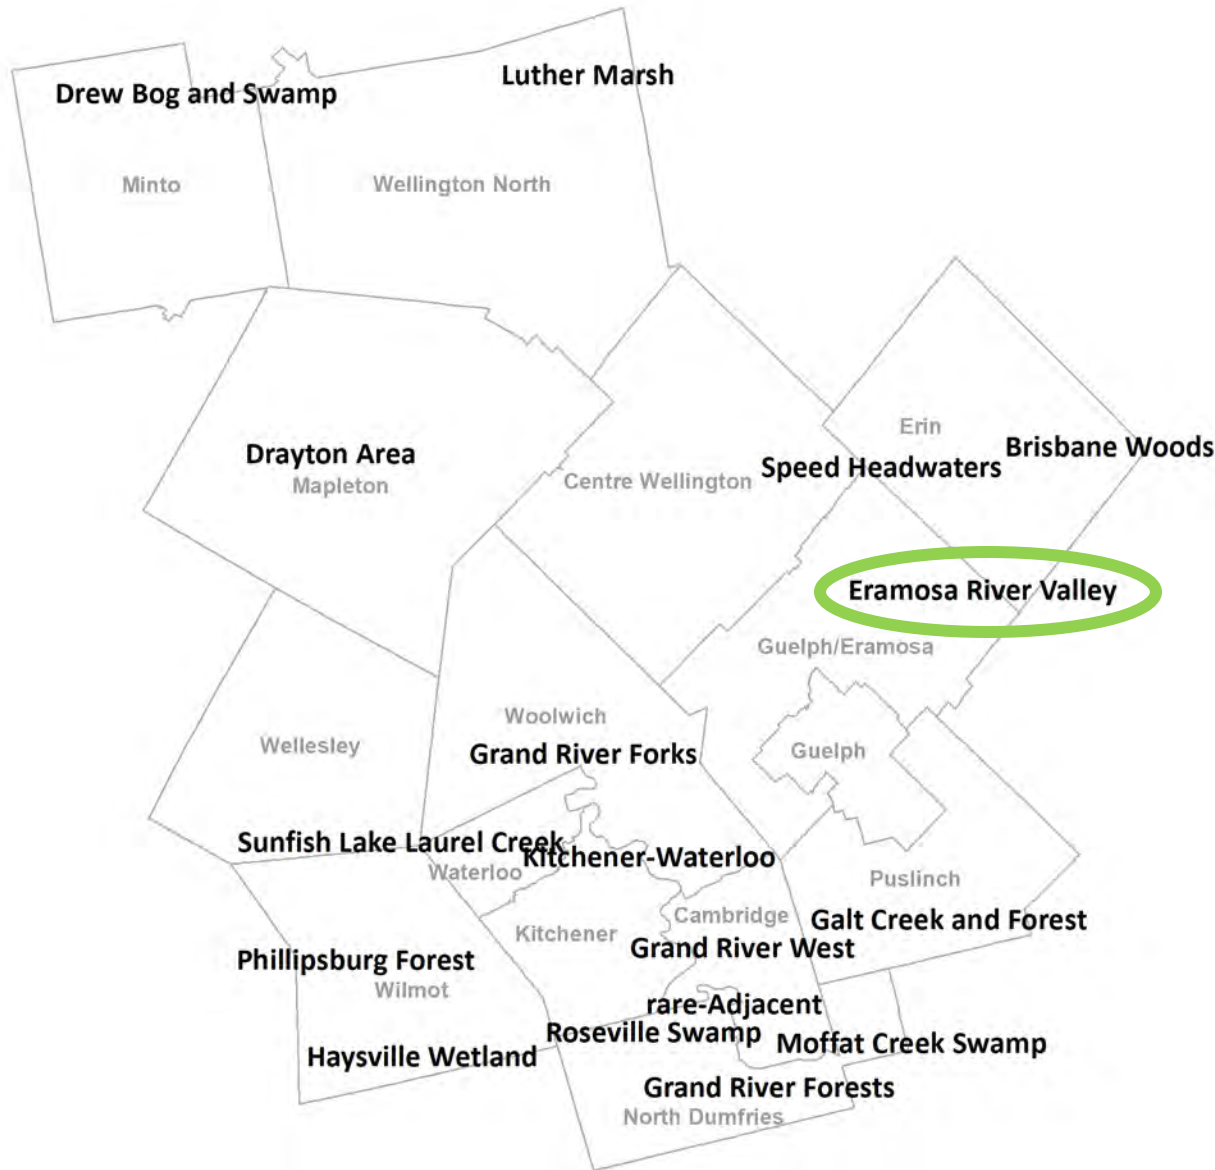 Luther Marsh
Drew Bog and Swamp
Minto
Wellington North
Erin
Brisbane Woods
Drayton Area
Speed Headwaters
Centre Wellington
Mapleton
Eramosa River Valley
Guelph/Eramosa
Woolwich
Wellesley
Grand River Forks
Guelph
Sunfish Lake Laurel Creek
Kitchener-Waterloo
Waterloo
Puslinch
Cambridge
Galt Creek and Forest
Kitchener
Grand River West
Phillipsburg Forest
Wilmot
rare-Adjacent
Roseville Swamp
Moffat Creek Swamp
Haysville Wetland
Grand River Forests
North Dumfries